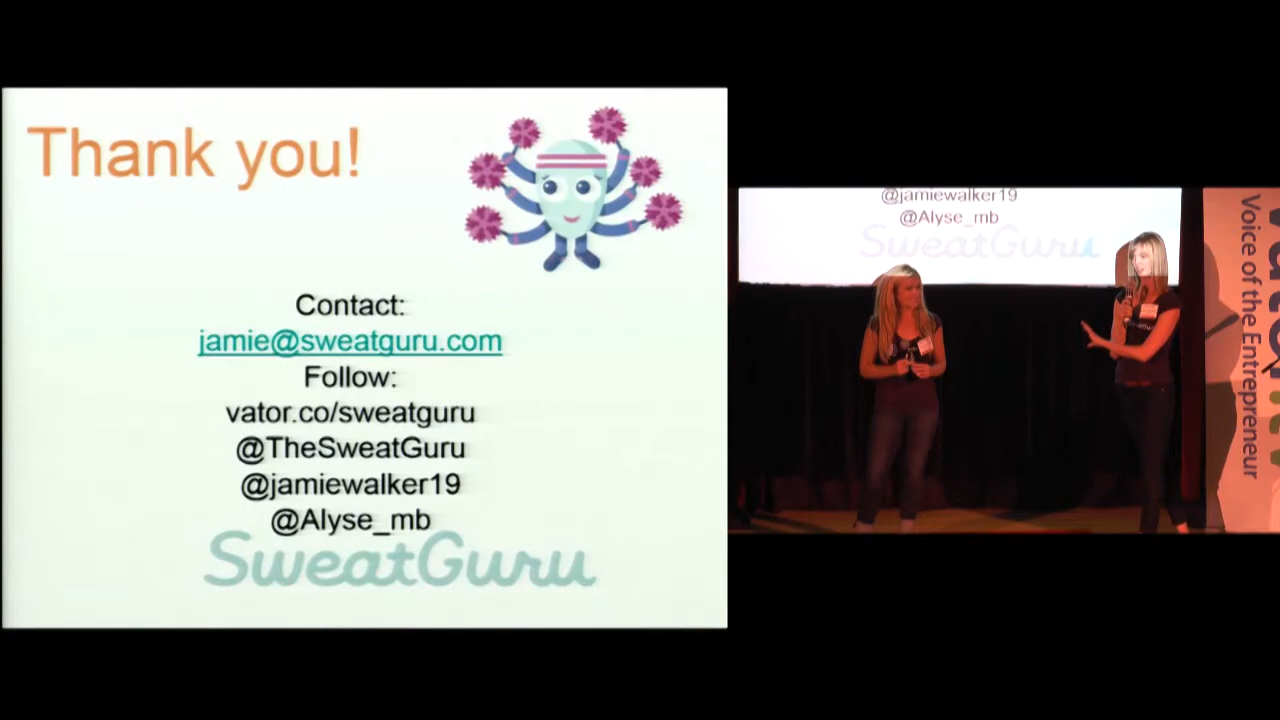 Thank you!
Contact:
jamie@sweatguru.com
Follow:
vator.co/sweatguru
@TheSweatGuru
@jamiewalker19
@Alyse_mb
SweatGuru
@jamiewalker19
@Alyse_mb
SweatGuru
Voice of the Entrepreneur